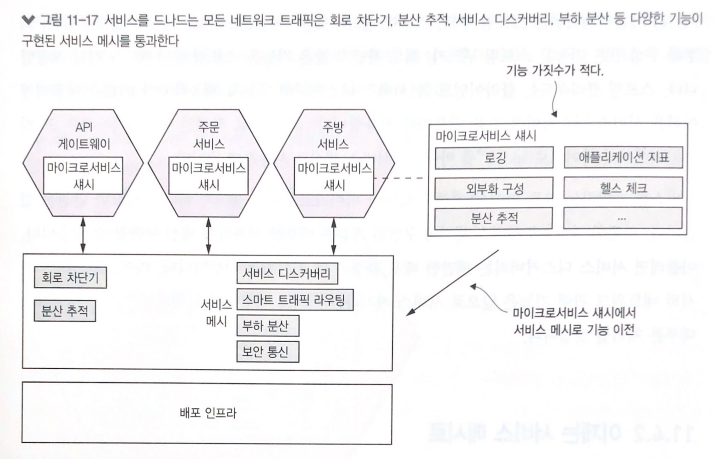 그림 11-17 서비스를 드나드는 모든 네트워크 트래픽은 회로 차단기, 분산 추적, 서비스 디스커버리, 부하 분산 등 다양한 기능이
구현된 서비스 메시를 통과한다
기능 가짓수가 적다.
API
게이트웨이
마이크로서비스
섀시
주문
서비스
마이크로서비스
섀시
주방
서비스
마이크로서비스
섀시
마이크로서비스 섀시
로깅
애플리케이션 지표
외부화 구성
헬스 체크
분산 추적
...
회로 차단기
분산 추적
서비스
메시
서비스 디스커버리
스마트 트래픽 라우팅
부하 분산
보안 통신
마이크로서비스 섀시에서
서비스 메시로 기능 이전
배포 인프라